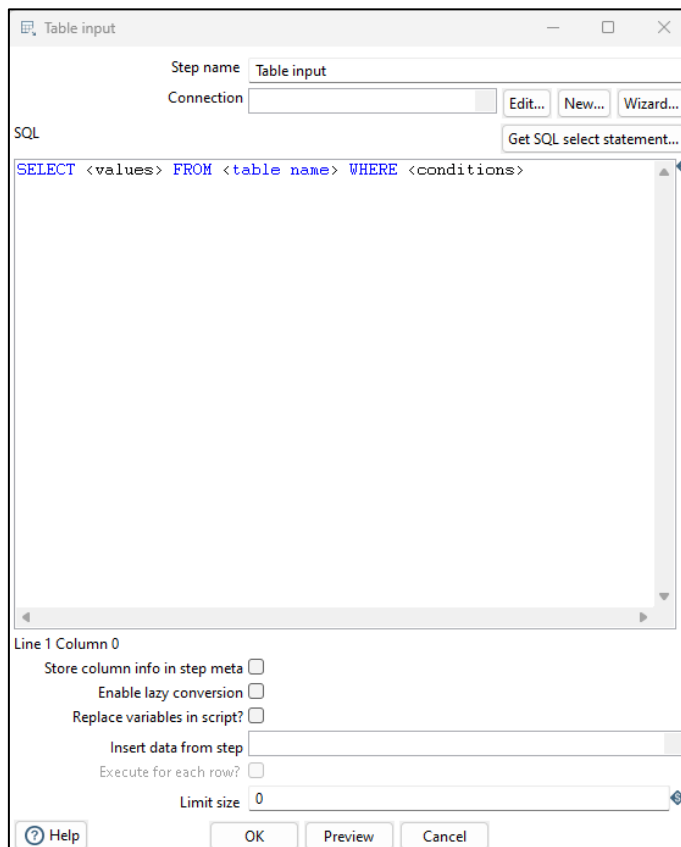 Table input
Step name Table input
Connection Edit... New... Wizard...
SQL Get SQL select statement...
SELECT <values> FROM <table name> WHERE <conditions>
Line 1 Column 0
Store column info in step meta
Enable lazy conversion
Replace variables in script?
Insert data from step
Execute for each row?
Limit size 0
? Help OK Preview Cancel